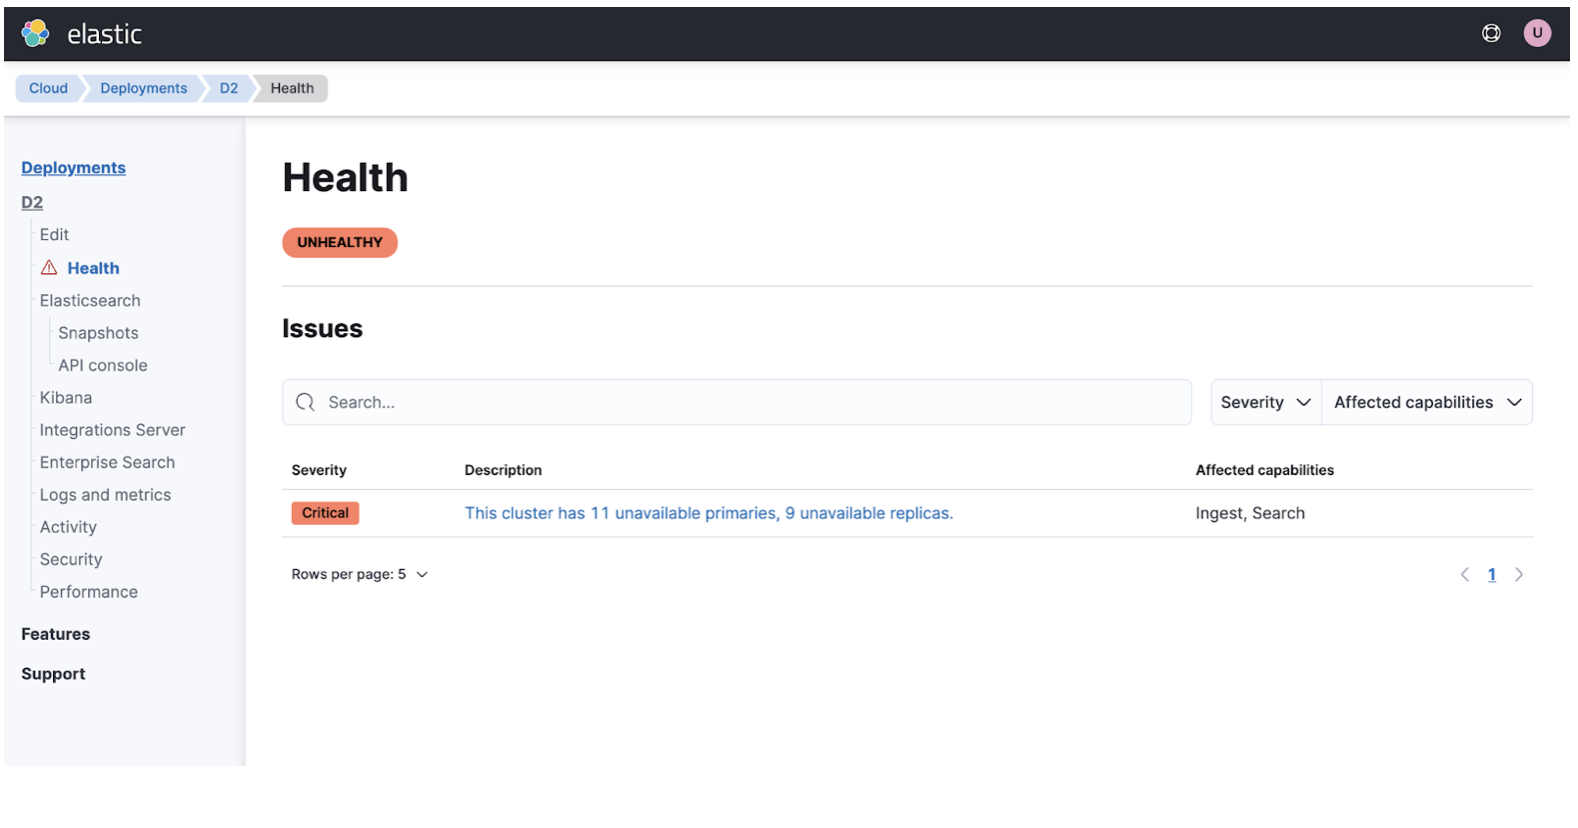 elastic
U
Cloud
Deployments
D2
Health
Deployments
D2
Edit
Health
Elasticsearch
Snapshots
API console
Kibana
Integrations Server
Enterprise Search
Logs and metrics
Activity
Security
Performance
Features
Support
Health
UNHEALTHY
Issues
Search...
Severity
Affected capabilities
Severity Description Affected capabilities
Critical This cluster has 11 unavailable primaries, 9 unavailable replicas. Ingest, Search
Rows per page: 5
1